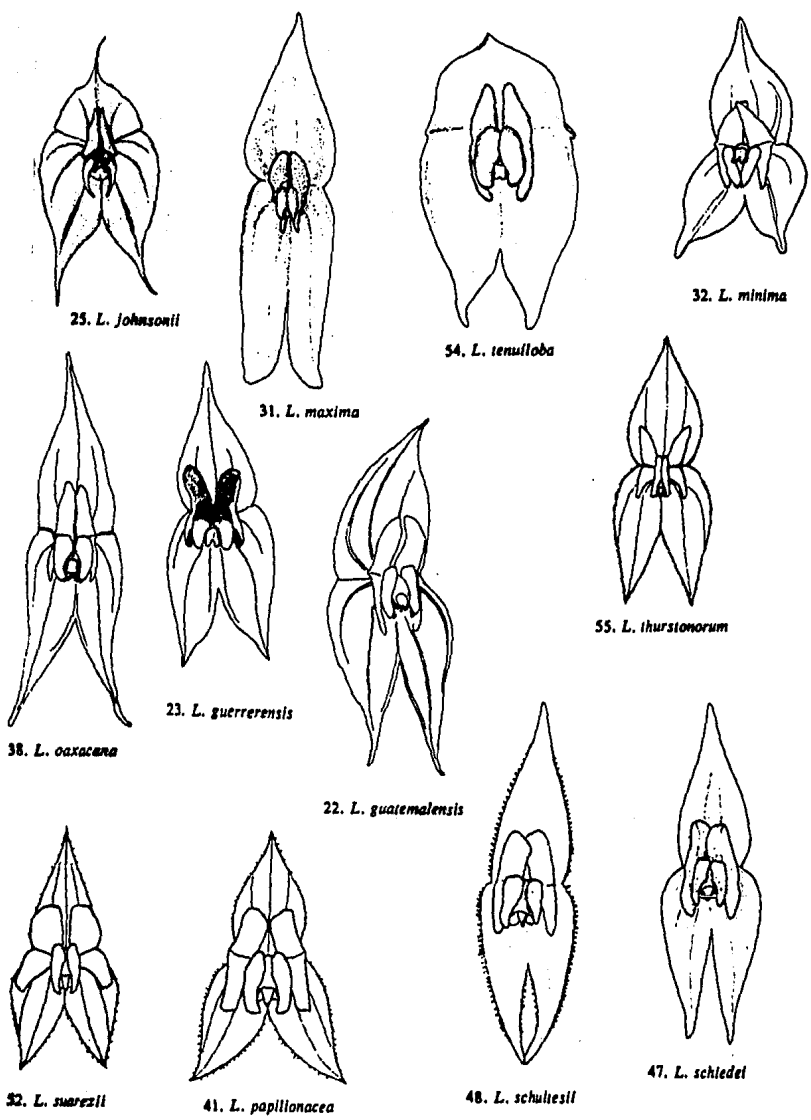 25. L. johnsonii
31. L. maxima
54. L. tenuiloba
32. L. minima
38. L. oaxacana
23. L. guerrerensis
22. L. guatemalensis
55. L. thurstonorum
52. L. suarezii
41. L. papilionacea
48. L. schultesii
47. L. schiedei